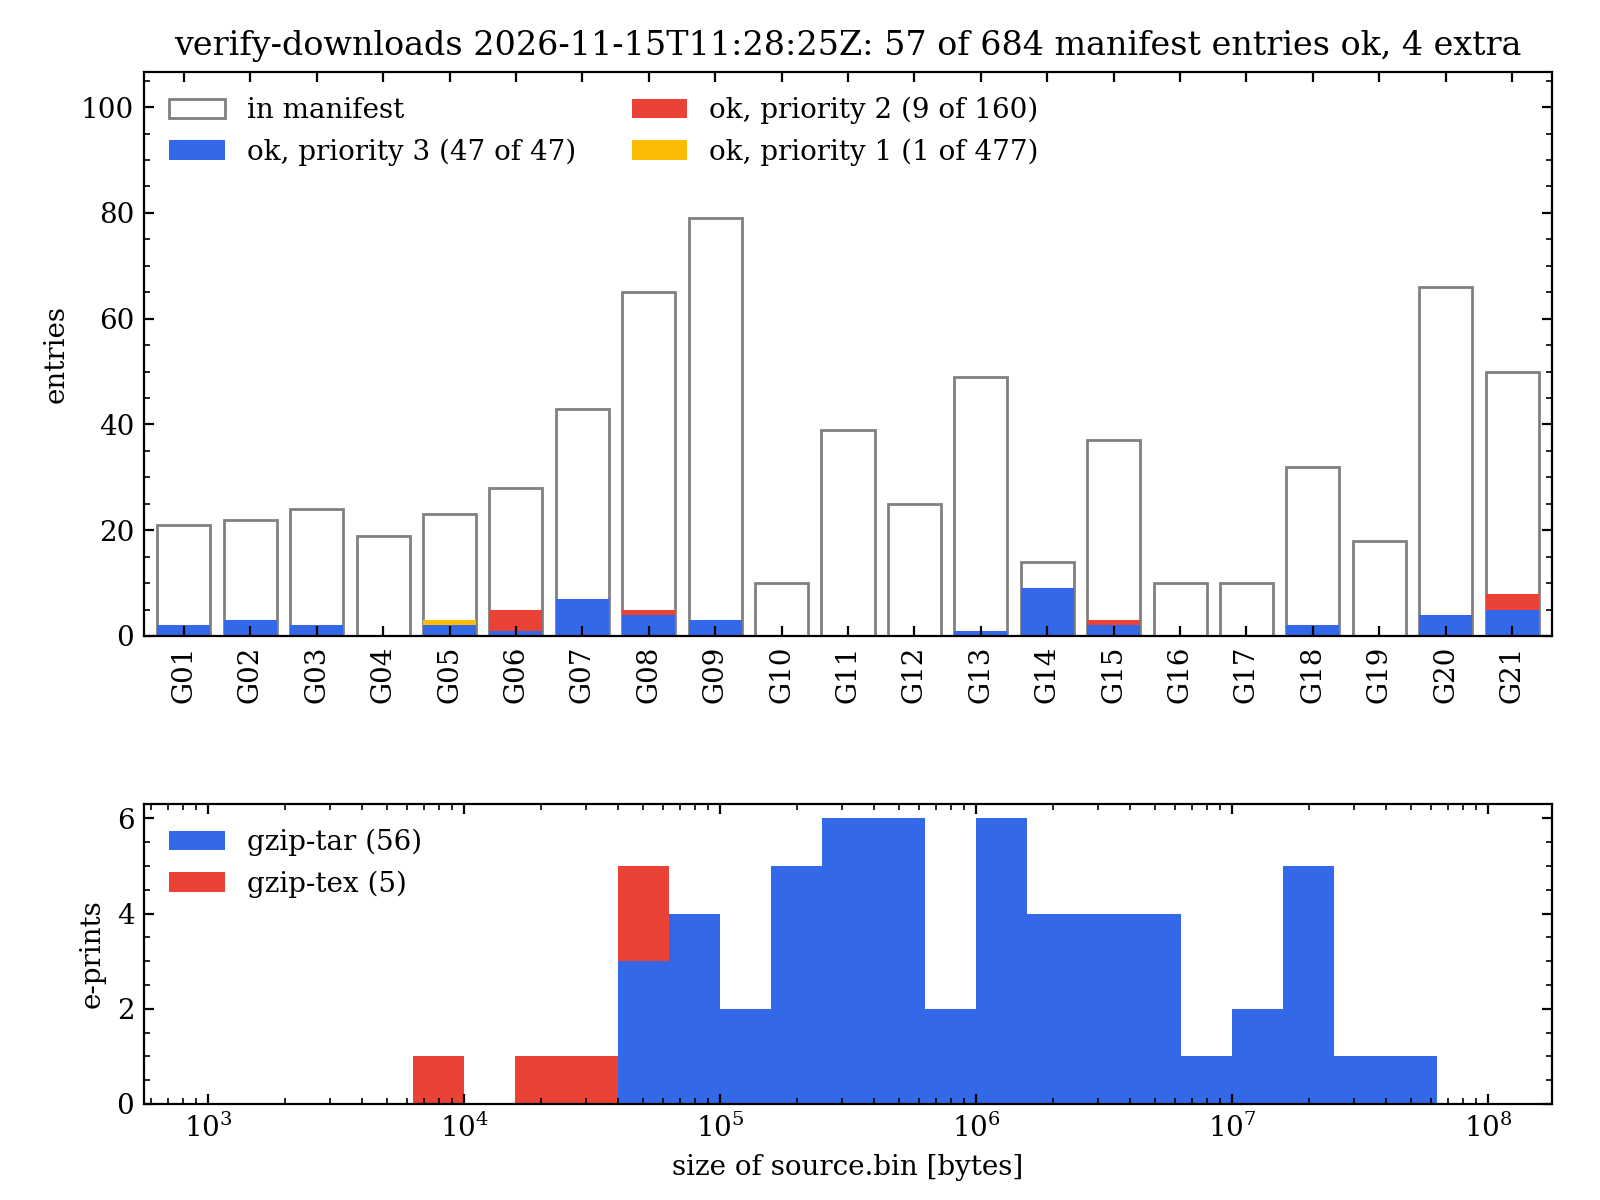 verify-downloads 2026-11-15T11:28:25Z: 57 of 684 manifest entries ok, 4 extra
in manifest
ok, priority 3 (47 of 47)
ok, priority 2 (9 of 160)
ok, priority 1 (1 of 477)
entries
100
80
60
40
20
0
G01
G02
G03
G04
G05
G06
G07
G08
G09
G10
G11
G12
G13
G14
G15
G16
G17
G18
G19
G20
G21
gzip-tar (56)
gzip-tex (5)
e-prints
6
4
2
0
10³
10⁴
10⁵
10⁶
10⁷
10⁸
size of source.bin [bytes]